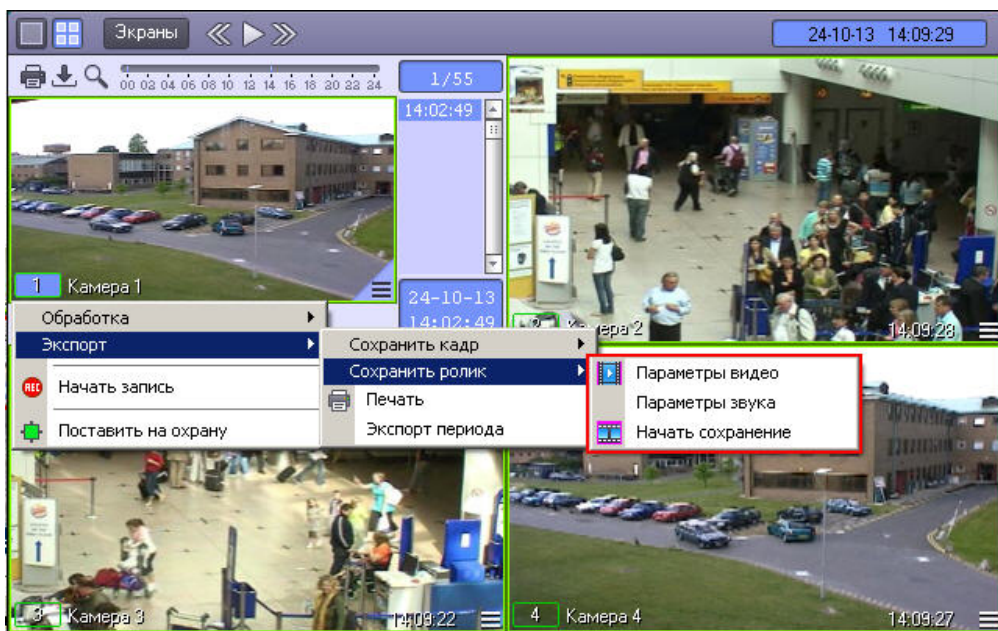 Экраны
24-10-13 14:09:29
00 02 04 06 08 10 12 14 16 18 20 22 24
1/55
14:02:49
1 Камера 1
24-10-13
14:02:49
2 Камера 2
14:09:28
Обработка
Экспорт
Сохранить кадр
Сохранить ролик
Параметры видео
REC Начать запись
Печать
Параметры звука
Поставить на охрану
Экспорт периода
Начать сохранение
3 Камера 3
14:09:22
4 Камера 4
14:09:27